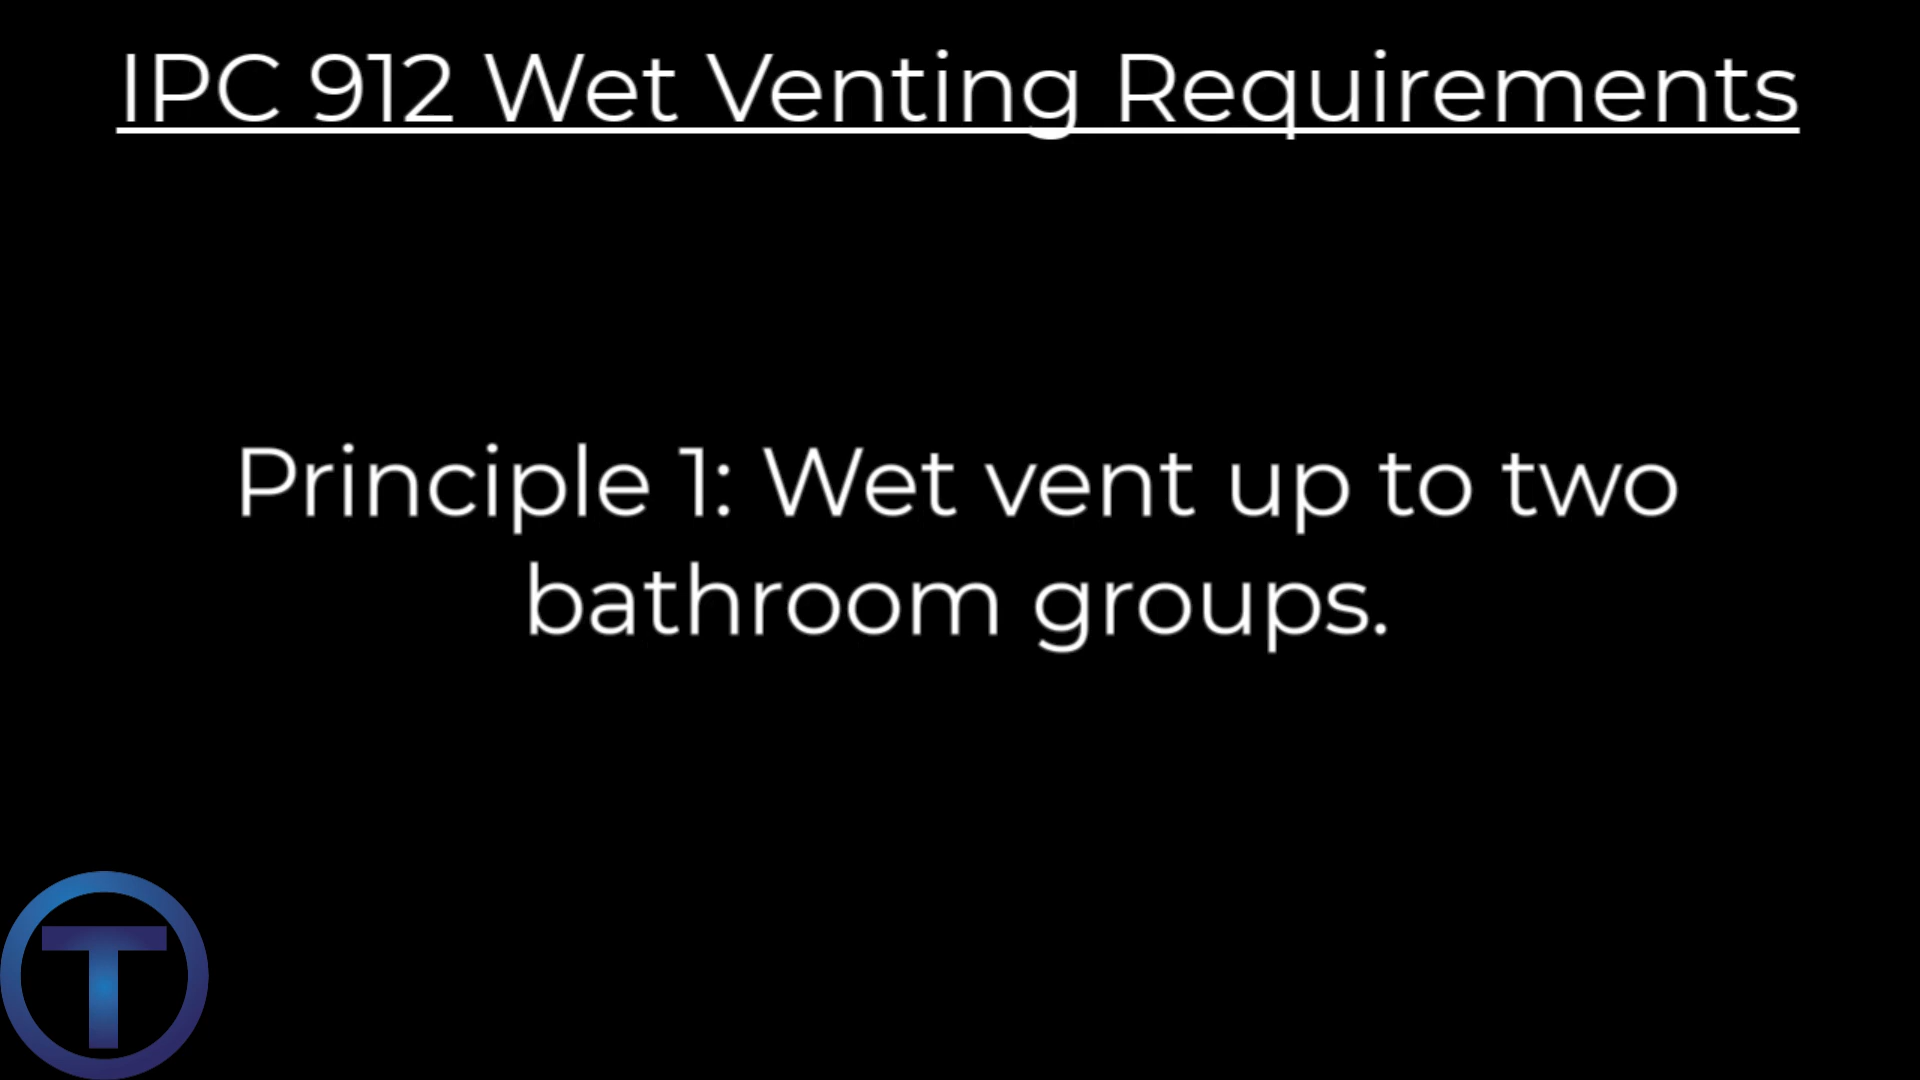 IPC 912 Wet Venting Requirements
Principle 1: Wet vent up to two
bathroom groups.
T